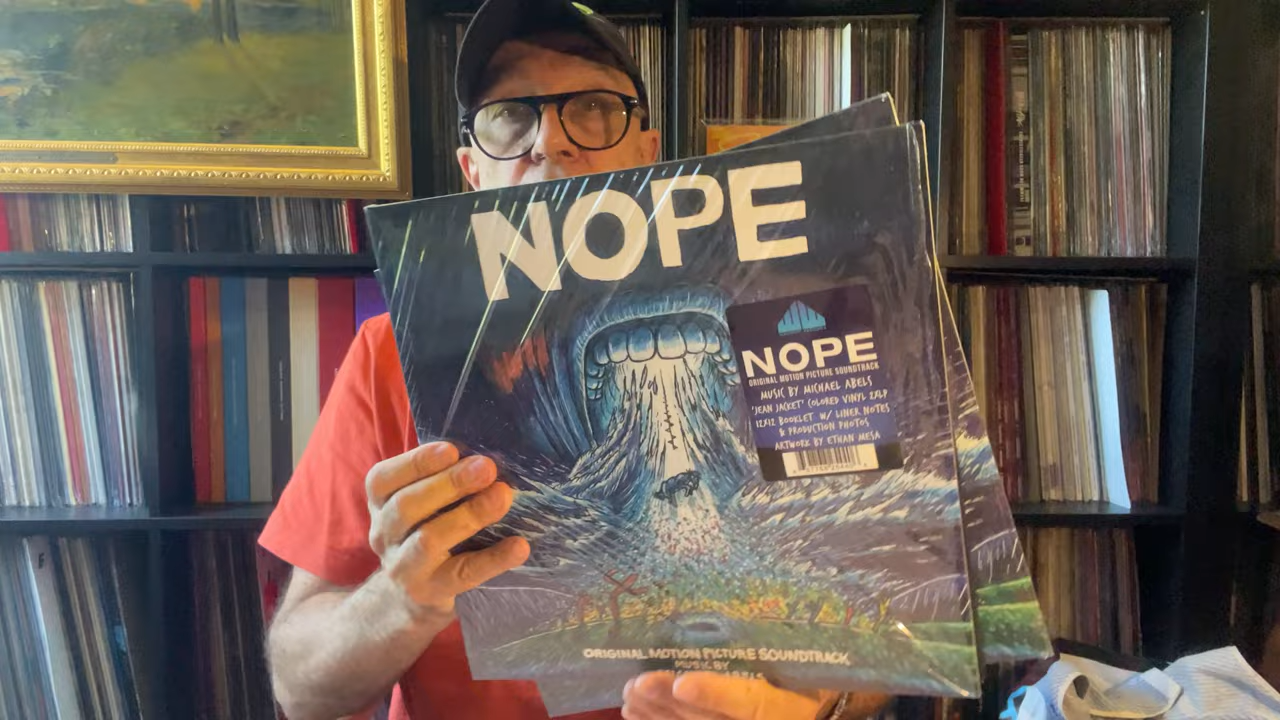 NOPE
NOPE
ORIGINAL MOTION PICTURE SOUNDTRACK
MUSIC BY MICHAEL ABELS
'JEAN JACKET' COLORED VINYL 2XLP
12X12 BOOKLET W/ LINER NOTES
& PRODUCTION PHOTOS
ARTWORK BY ETHAN MESA
ORIGINAL MOTION PICTURE SOUNDTRACK
MUSIC BY